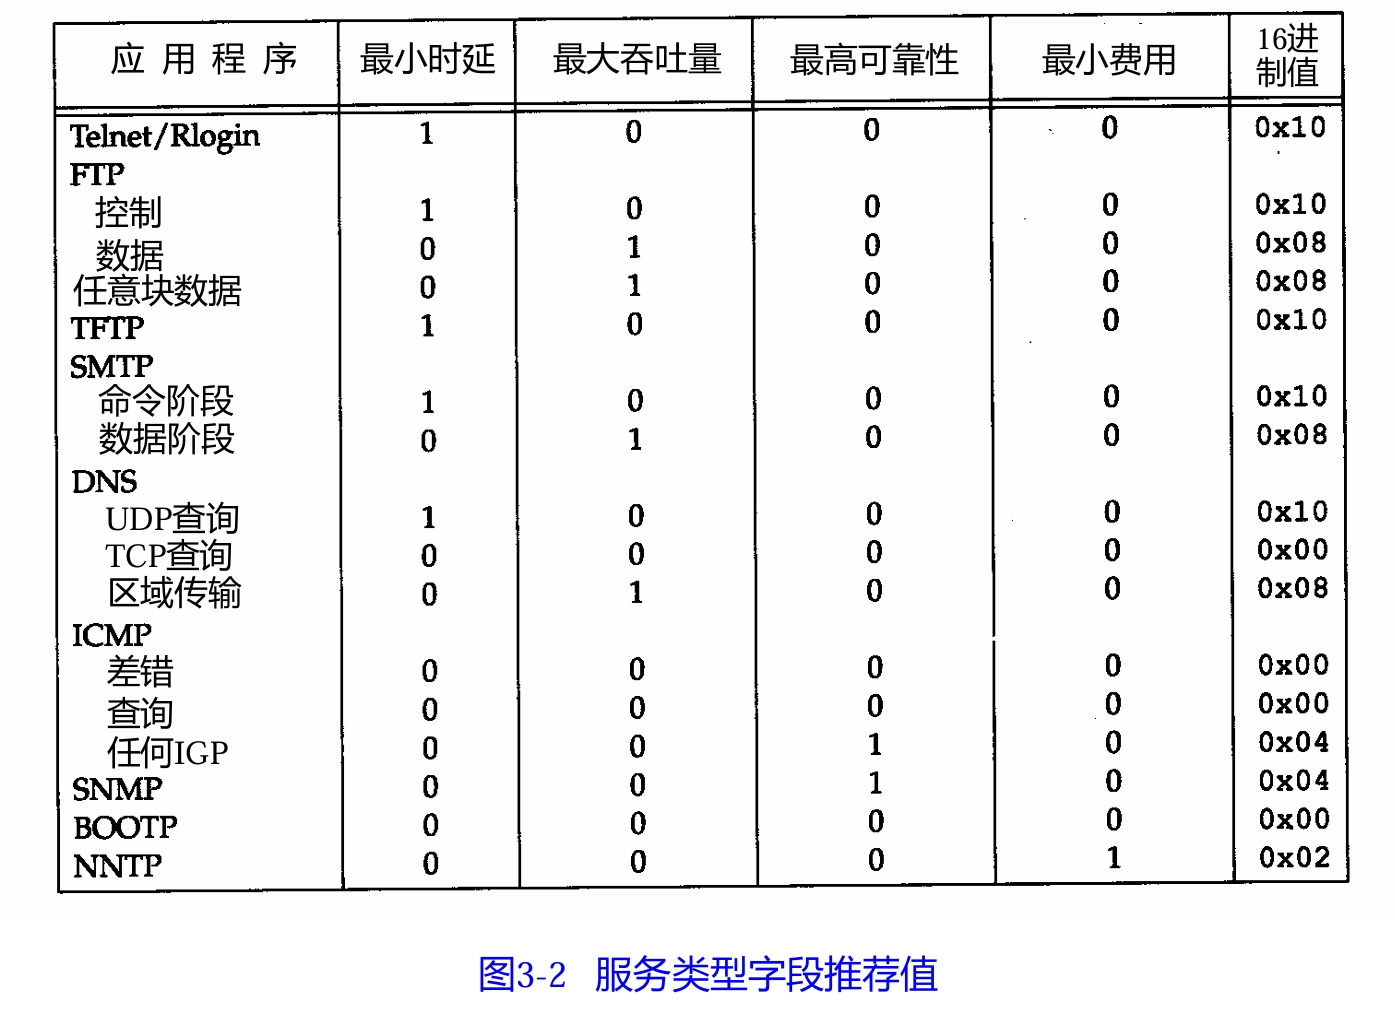 应用程序 最小时延 最大吞吐量 最高可靠性 最小费用 16进制值
Telnet/Rlogin 1 0 0 0 0x10
FTP
控制 1 0 0 0 0x10
数据 0 1 0 0 0x08
任意块数据 0 1 0 0 0x08
TFTP 1 0 0 0 0x10
SMTP
命令阶段 1 0 0 0 0x10
数据阶段 0 1 0 0 0x08
DNS
UDP查询 1 0 0 0 0x10
TCP查询 0 0 0 0 0x00
区域传输 0 1 0 0 0x08
ICMP
差错 0 0 0 0 0x00
查询 0 0 0 0 0x00
任何IGP 0 0 1 0 0x04
SNMP 0 0 1 0 0x04
BOOTP 0 0 0 0 0x00
NNTP 0 0 0 1 0x02
图3-2 服务类型字段推荐值